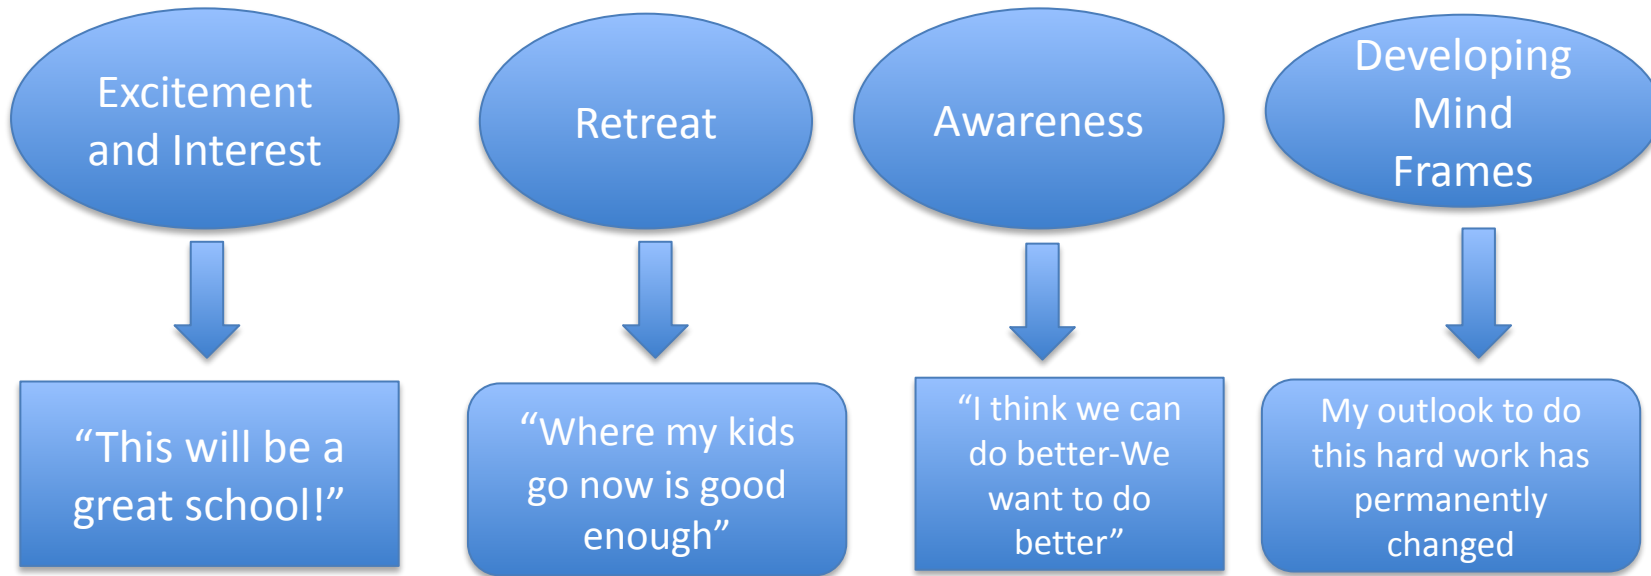 Excitement
and Interest
Retreat
Awareness
Developing
Mind
Frames
“This will be a
great school!”
“Where my kids
go now is good
enough”
“I think we can
do better-We
want to do
better”
My outlook to do
this hard work has
permanently
changed